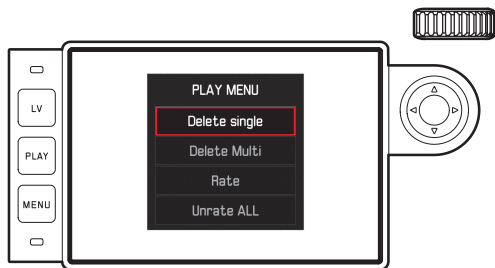 LV
PLAY
MENU
PLAY MENU
Delete single
Delete Multi
Rate
Unrate ALL